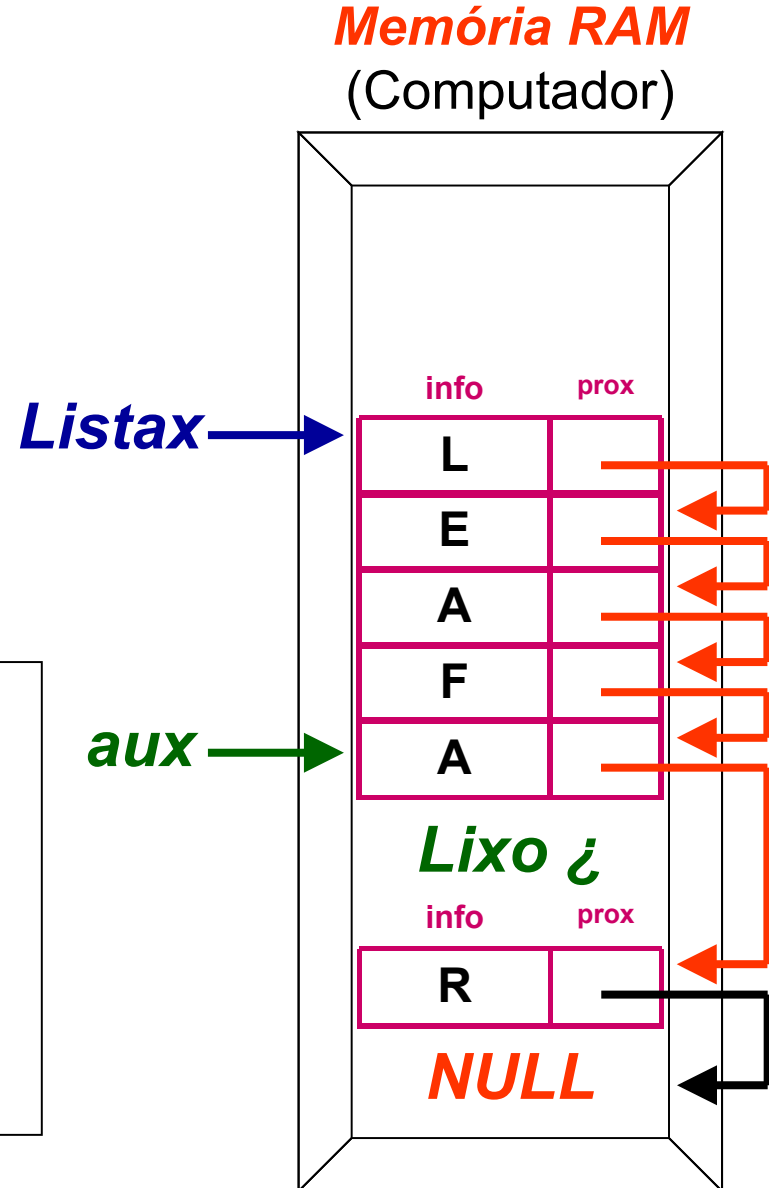 Memória RAM
(Computador)
info prox
Listax
L
E
A
F
aux
A
Lixo ¿
info prox
R
NULL